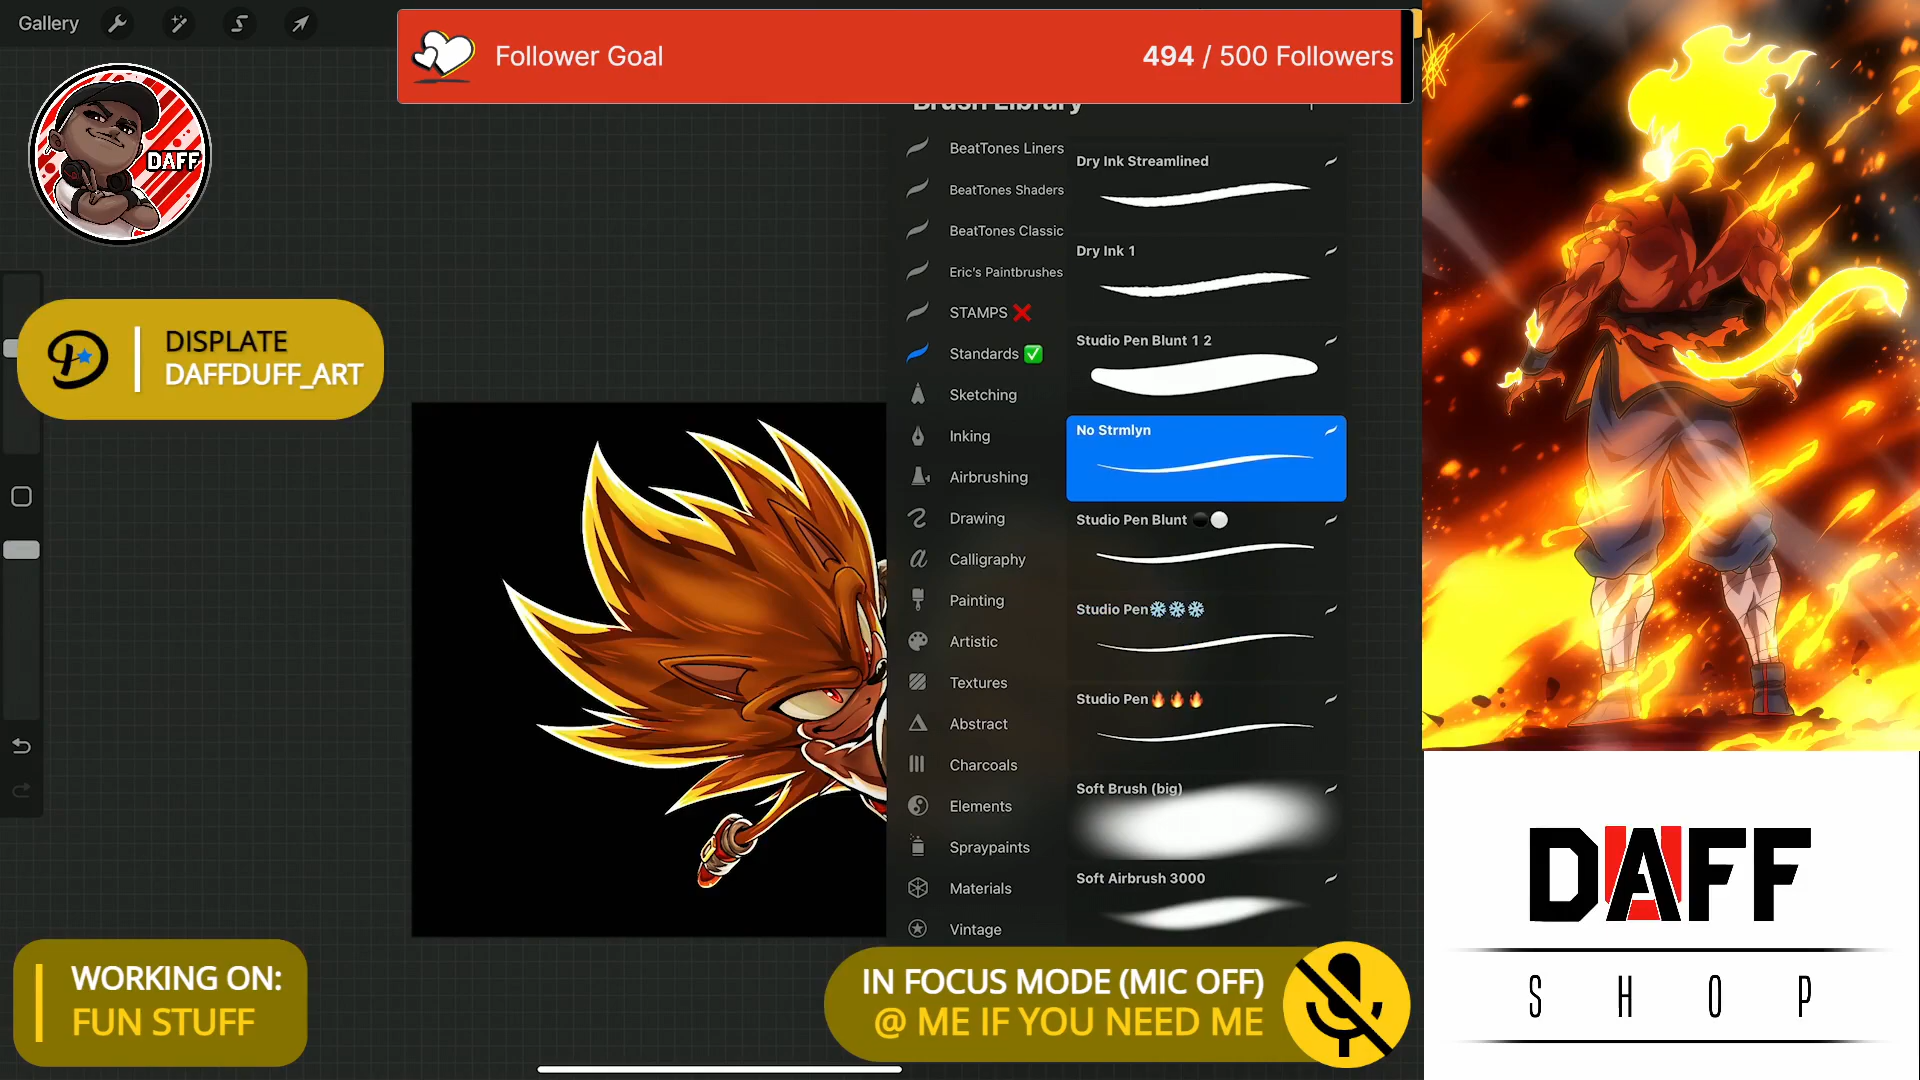 Gallery
Follower Goal
494 / 500 Followers
Brush Library
DAFF
DISPLATE
DAFFDUFF_ART
BeatTones Liners
BeatTones Shaders
BeatTones Classic
Eric's Paintbrushes
STAMPS ❌
Standards ✅
Sketching
Inking
Airbrushing
Drawing
Calligraphy
Painting
Artistic
Textures
Abstract
Charcoals
Elements
Spraypaints
Materials
Vintage
Dry Ink Streamlined
Dry Ink 1
Studio Pen Blunt 1 2
No Strmlyn
Studio Pen Blunt ⚫⚪
Studio Pen❄❄❄
Studio Pen🔥🔥🔥
Soft Brush (big)
Soft Airbrush 3000
WORKING ON:
FUN STUFF
IN FOCUS MODE (MIC OFF)
@ ME IF YOU NEED ME
DAFF
SHOP